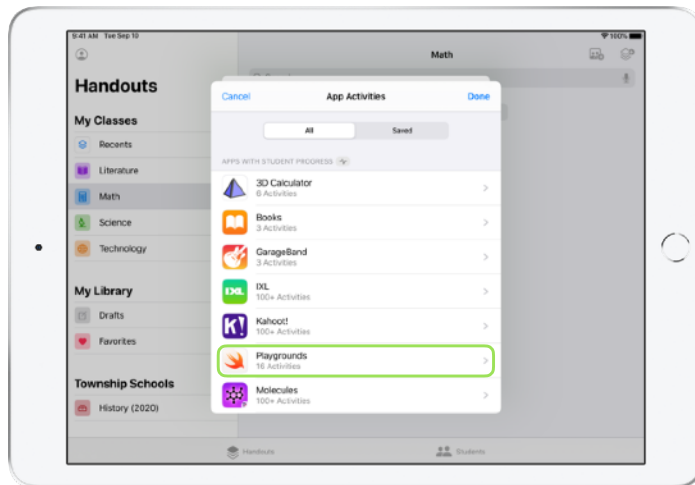 9:41 AM Tue Sep 10
100%
Math
Handouts
My Classes
Recents
Literature
Math
Science
Technology
My Library
Drafts
Favorites
Township Schools
History (2020)
Cancel
App Activities
Done
All
Saved
APPS WITH STUDENT PROGRESS
3D Calculator
6 Activities
Books
3 Activities
GarageBand
3 Activities
IXL
IXL
100+ Activities
K!
Kahoot!
100+ Activities
Playgrounds
16 Activities
Molecules
100+ Activities
Handouts
Students